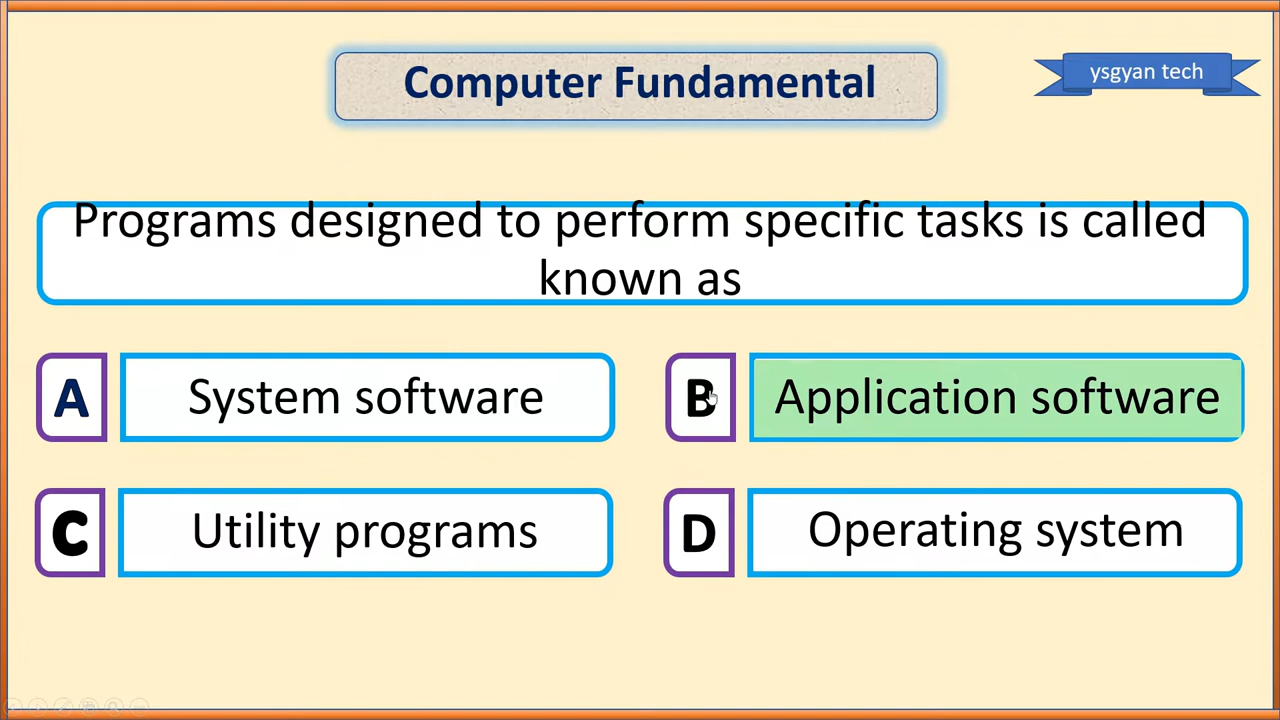 Computer Fundamental
ysgyan tech
Programs designed to perform specific tasks is called
known as
A System software
B Application software
C Utility programs
D Operating system